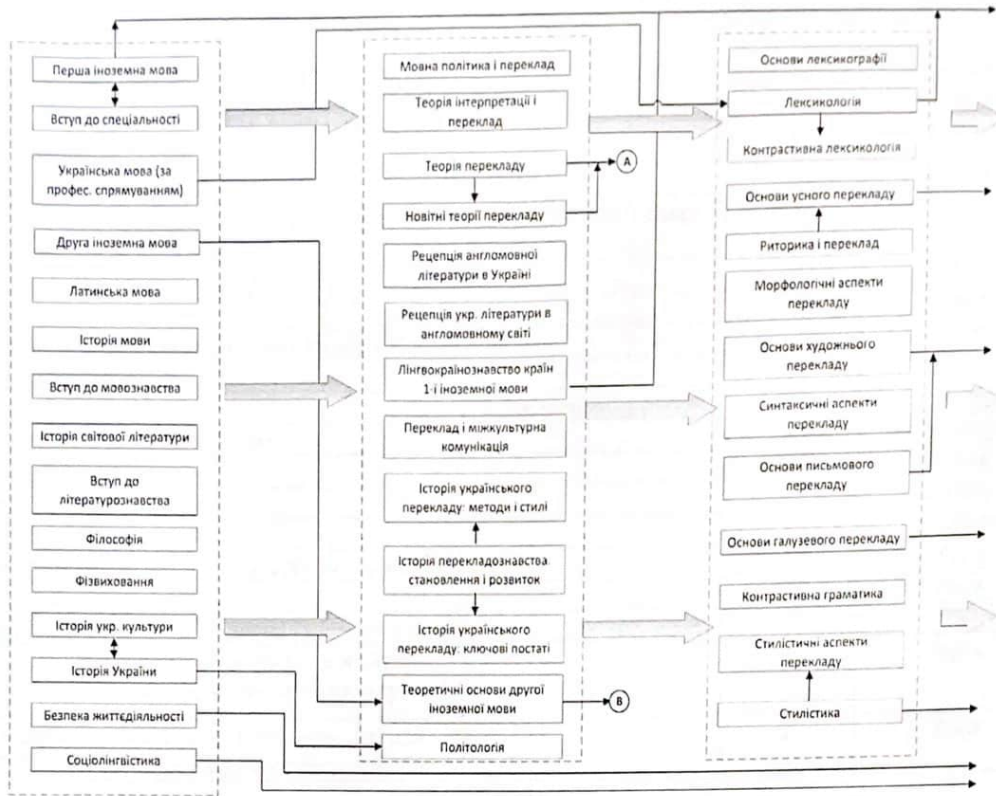 Перша іноземна мова
Вступ до спеціальності
Українська мова (за
профес. спрямуванням)
Друга іноземна мова
Латинська мова
Історія мови
Вступ до мовознавства
Історія світової літератури
Вступ до
літературознавства
Філософія
Фізвиховання
Історія укр. культури
Історія України
Безпека життєдіяльності
Соціолінгвістика
Мовна політика і переклад
Теорія інтерпретації і
переклад
Теорія перекладу
Новітні теорії перекладу
Рецепція англомовної
літератури в Україні
Рецепція укр. літератури в
англомовному світі
Лінгвокраїнознавство країн
1-ї іноземної мови
Переклад і міжкультурна
комунікація
Історія українського
перекладу: методи і стилі
Історія перекладознавства
становлення і розвиток
Історія українського
перекладу: ключові постаті
Теоретичні основи другої
іноземної мови
Політологія
А
В
Основи лексикографії
Лексикологія
Контрастивна лексикологія
Основи усного перекладу
Риторика і переклад
Морфологічні аспекти
перекладу
Основи художнього
перекладу
Синтаксичні аспекти
перекладу
Основи письмового
перекладу
Основи галузевого перекладу
Контрастивна граматика
Стилістичні аспекти
перекладу
Стилістика